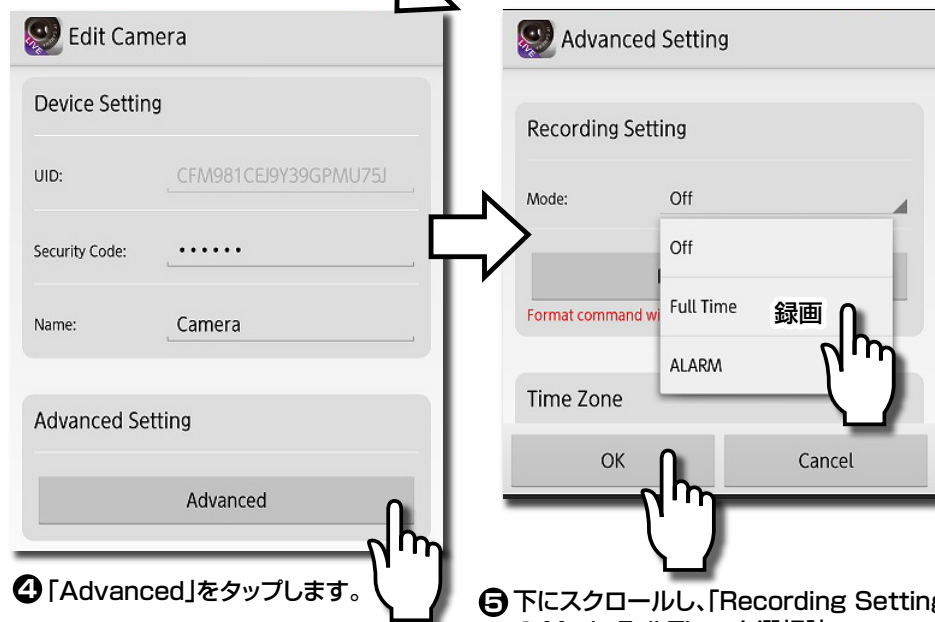 Edit Camera
Device Setting
UID: CFM981CEJ9Y39GPMU75J
Security Code: ••••••
Name: Camera
Advanced Setting
Advanced
❹「Advanced」をタップします。
LIVE
Advanced Setting
Recording Setting
Mode: Off
Off
Full Time 録画
ALARM
Format command wi
Time Zone
OK Cancel
❺下にスクロールし、「Recording Setting